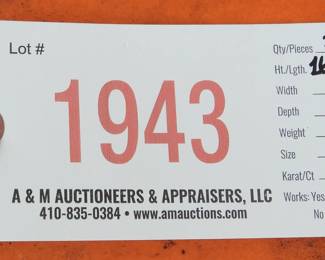 Lot #
1943
A & M AUCTIONEERS & APPRAISERS, LLC
410-835-0384 • www.amauctions.com
Qty/Pieces
Ht./Lgth. 16
Width
Depth
Weight
Size
Karat/Ct
Works: Yes
No